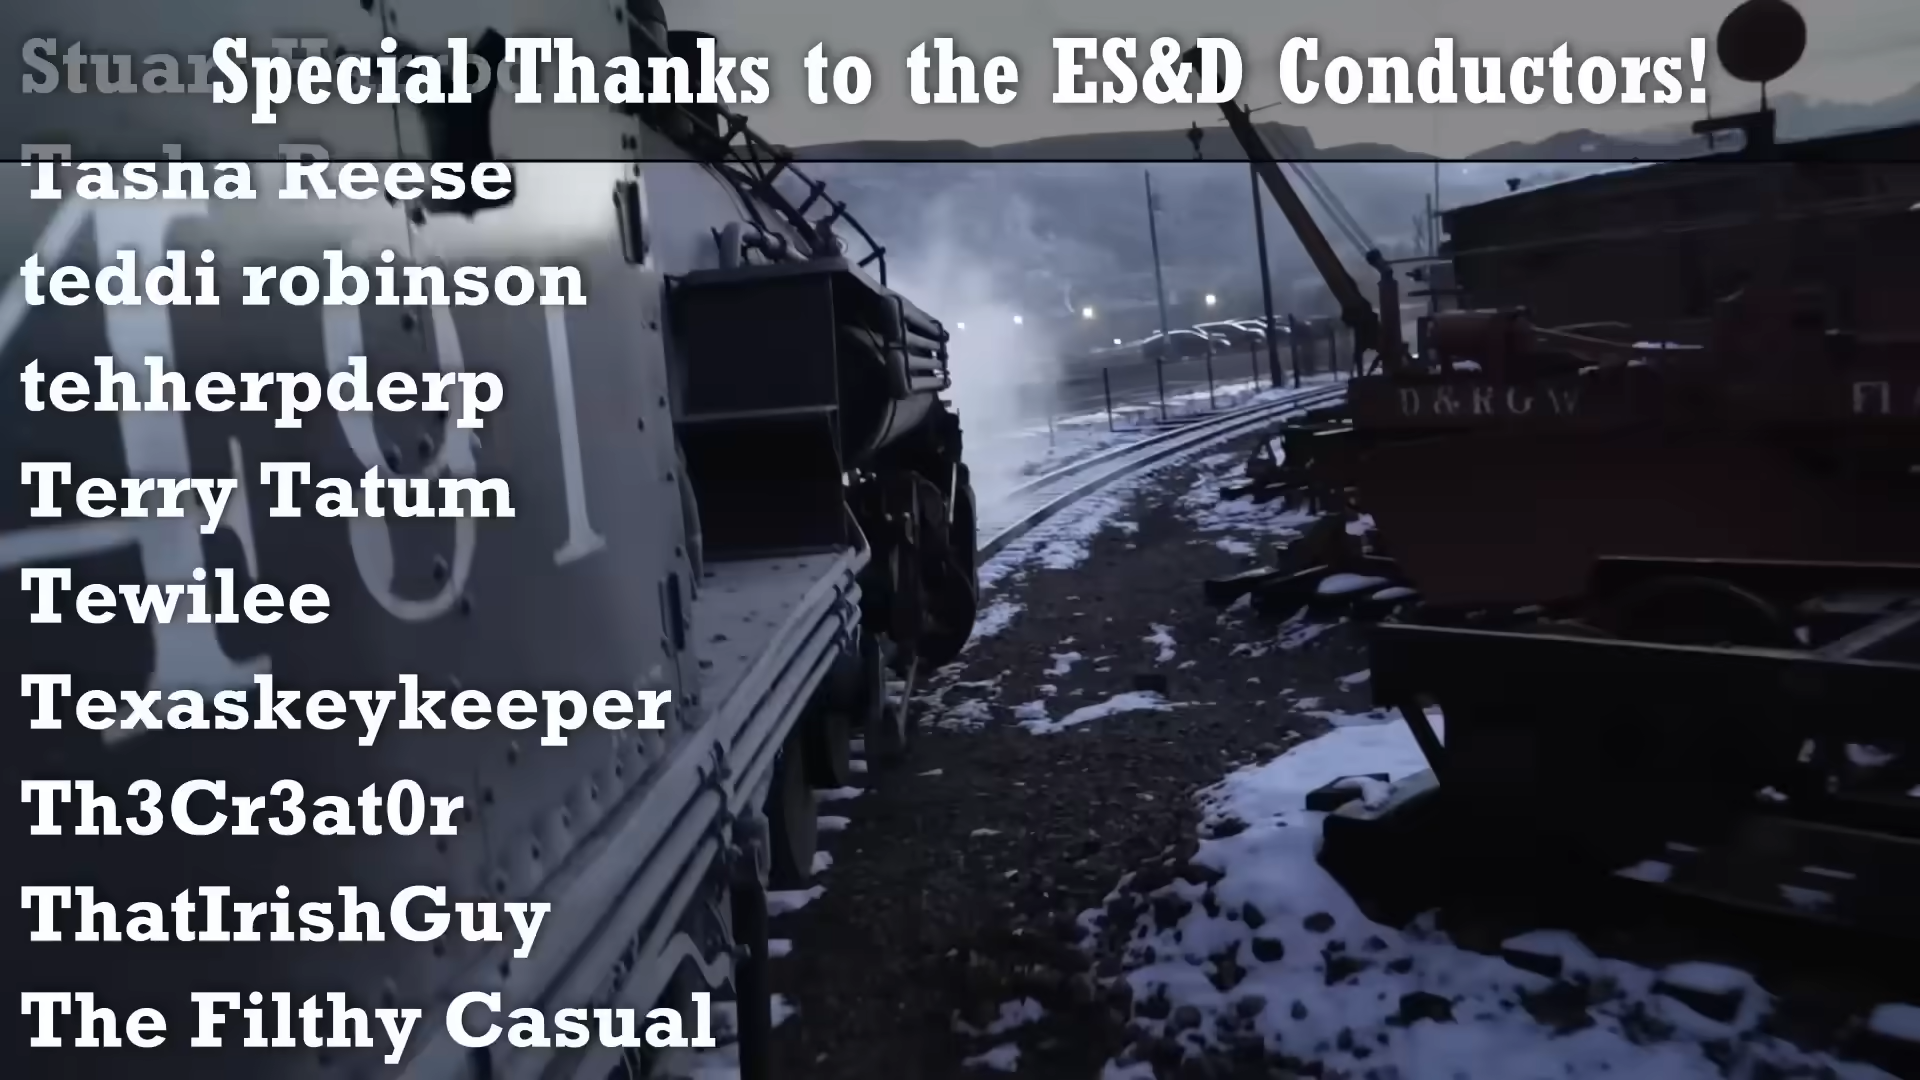 Special Thanks to the ES&D Conductors!
Tasha Reese
teddi robinson
tehherpderp
Terry Tatum
Tewilee
Texaskeykeeper
Th3Cr3at0r
ThatIrishGuy
The Filthy Casual
491
D&RGW